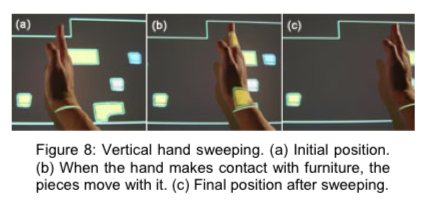 (a)
(b)
(c)
Figure 8: Vertical hand sweeping. (a) Initial position.
(b) When the hand makes contact with furniture, the
pieces move with it. (c) Final position after sweeping.